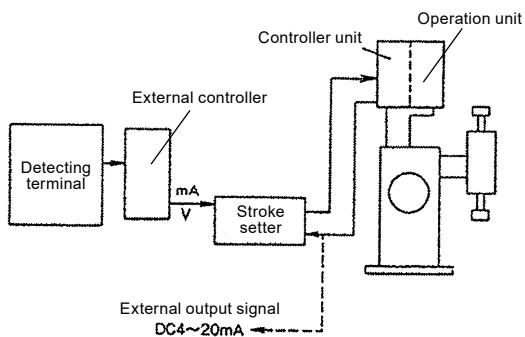 Operation unit
Controller unit
External controller
Detecting
terminal
mA
V
Stroke
setter
External output signal
DC4～20mA